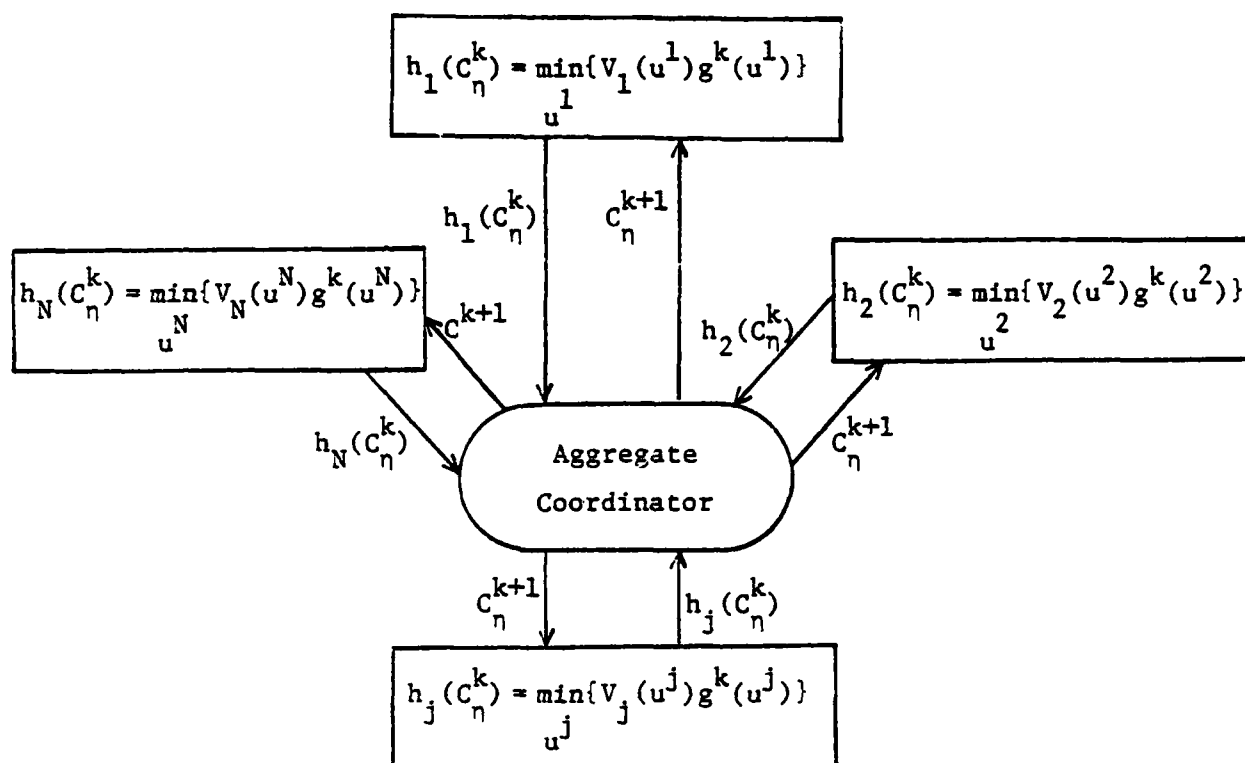 h_1(C_η^k) = min{V_1(u^1)g^k(u^1)}
u^1
h_1(C_η^k)
C_η^{k+1}
h_N(C_η^k) = min{V_N(u^N)g^k(u^N)}
u^N
C^{k+1}
h_2(C_η^k) = min{V_2(u^2)g^k(u^2)}
u^2
h_2(C_η^k)
h_N(C_η^k)
C_η^{k+1}
Aggregate
Coordinator
C_η^{k+1}
h_j(C_η^k)
h_j(C_η^k) = min{V_j(u^j)g^k(u^j)}
u^j